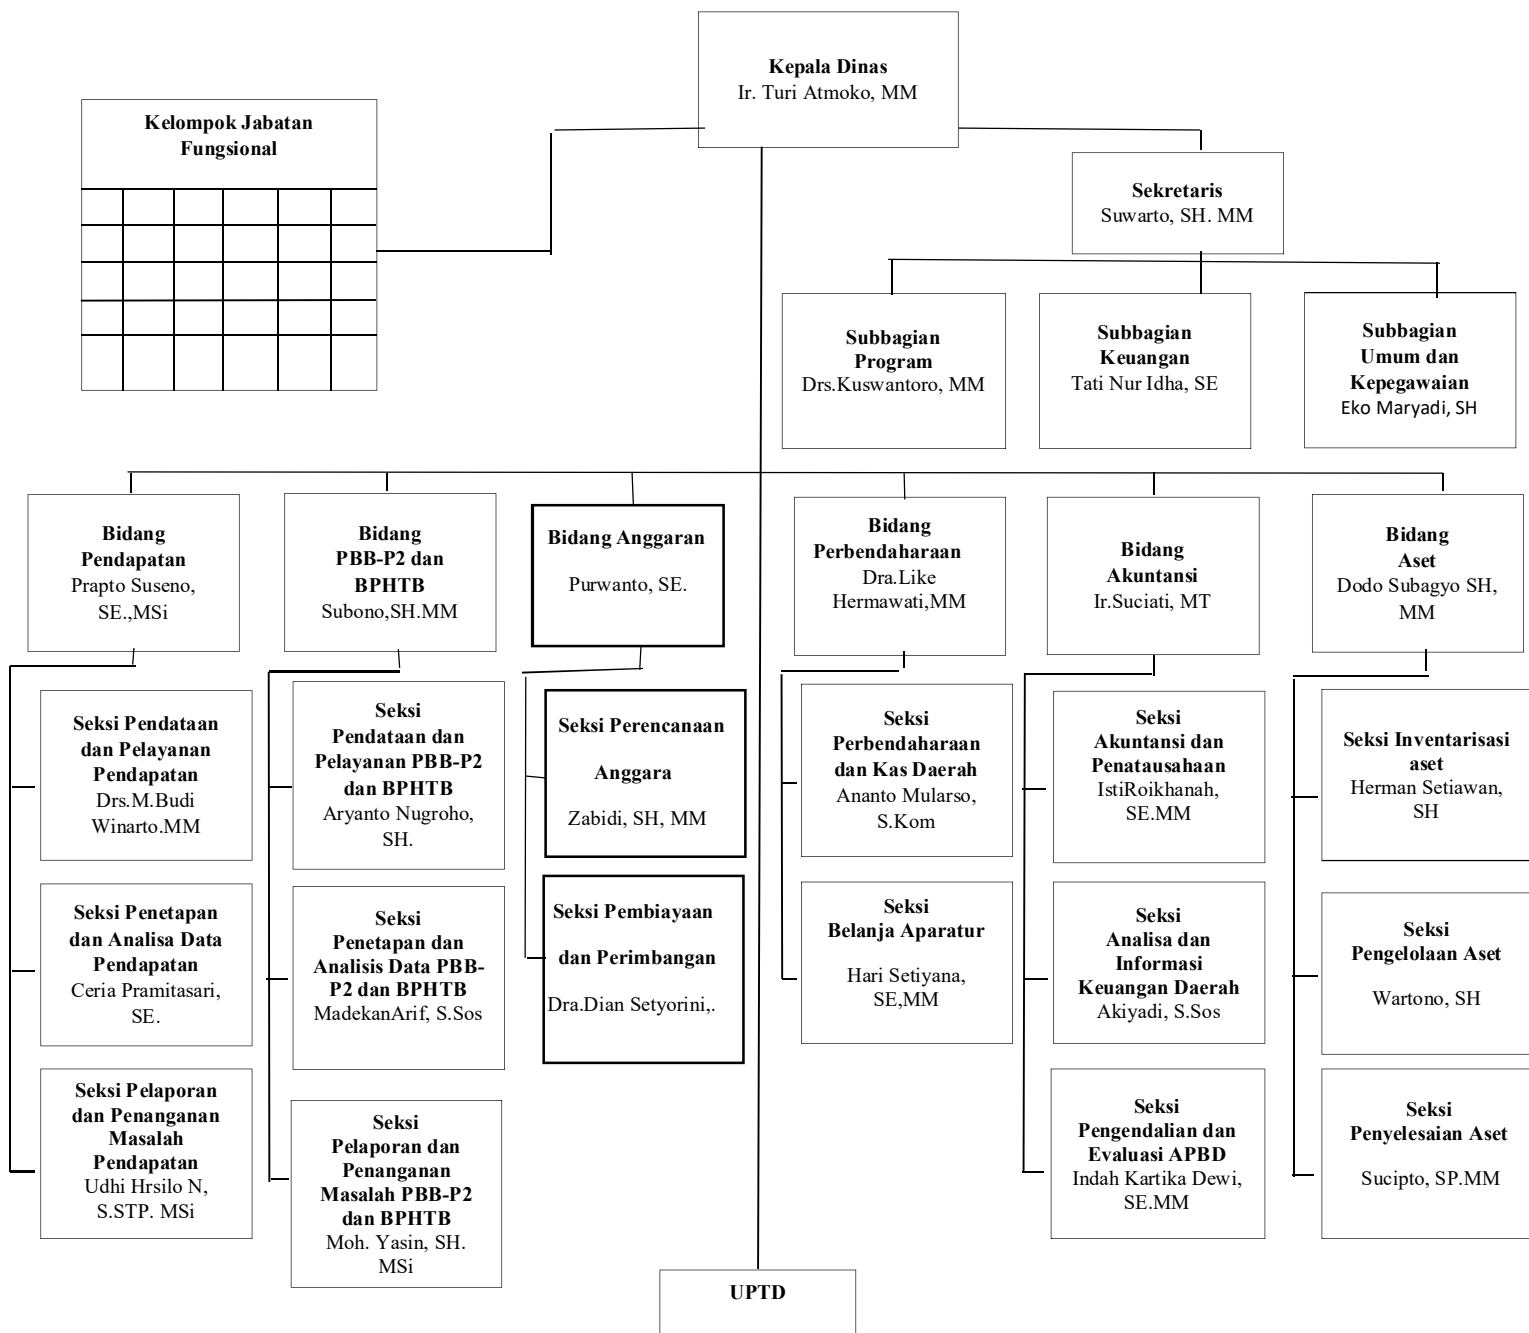 Kepala Dinas
Ir. Turi Atmoko, MM
Kelompok Jabatan
Fungsional
Sekretaris
Suwarto, SH. MM
Subbagian
Program
Drs.Kuswantoro, MM
Subbagian
Keuangan
Tati Nur Idha, SE
Subbagian
Umum dan
Kepegawaian
Eko Maryadi, SH
Bidang
Pendapatan
Prapto Suseno,
SE.,MSi
Bidang
PBB-P2 dan
BPHTB
Subono,SH.MM
Bidang Anggaran
Purwanto, SE.
Bidang
Perbendaharaan
Dra.Like
Hermawati,MM
Bidang
Akuntansi
Ir.Suciati, MT
Bidang
Aset
Dodo Subagyo SH,
MM
Seksi Pendataan
dan Pelayanan
Pendapatan
Drs.M.Budi
Winarto.MM
Seksi
Pendataan dan
Pelayanan PBB-P2
dan BPHTB
Aryanto Nugroho,
SH.
Seksi Perencanaan
Anggara
Zabidi, SH, MM
Seksi
Perbendaharaan
dan Kas Daerah
Ananto Mularso,
S.Kom
Seksi
Akuntansi dan
Penatausahaan
IstiRoikhanah,
SE.MM
Seksi Inventarisasi
aset
Herman Setiawan,
SH
Seksi Penetapan
dan Analisa Data
Pendapatan
Ceria Pramitasari,
SE.
Seksi
Penetapan dan
Analisis Data PBB-
P2 dan BPHTB
MadekanArif, S.Sos
Seksi Pembiayaan
dan Perimbangan
Dra.Dian Setyorini,.
Seksi
Belanja Aparatur
Hari Setiyana,
SE,MM
Seksi
Analisa dan
Informasi
Keuangan Daerah
Akiyadi, S.Sos
Seksi
Pengelolaan Aset
Wartono, SH
Seksi Pelaporan
dan Penanganan
Masalah
Pendapatan
Udhi Hrsilo N,
S.STP. MSi
Seksi
Pelaporan dan
Penanganan
Masalah PBB-P2
dan BPHTB
Moh. Yasin, SH.
MSi
Seksi
Pengendalian dan
Evaluasi APBD
Indah Kartika Dewi,
SE.MM
Seksi
Penyelesaian Aset
Sucipto, SP.MM
UPTD